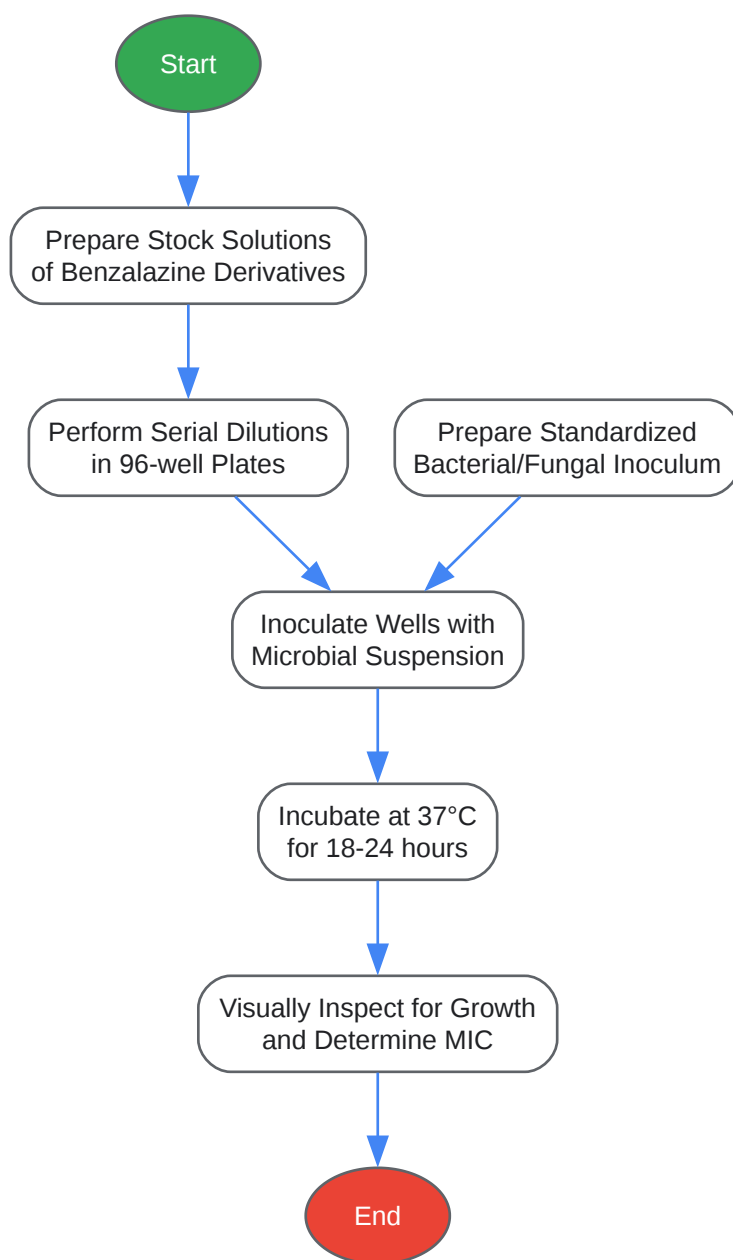 Start
Prepare Stock Solutions
of Benzalazine Derivatives
Perform Serial Dilutions
in 96-well Plates
Prepare Standardized
Bacterial/Fungal Inoculum
Inoculate Wells with
Microbial Suspension
Incubate at 37°C
for 18-24 hours
Visually Inspect for Growth
and Determine MIC
End